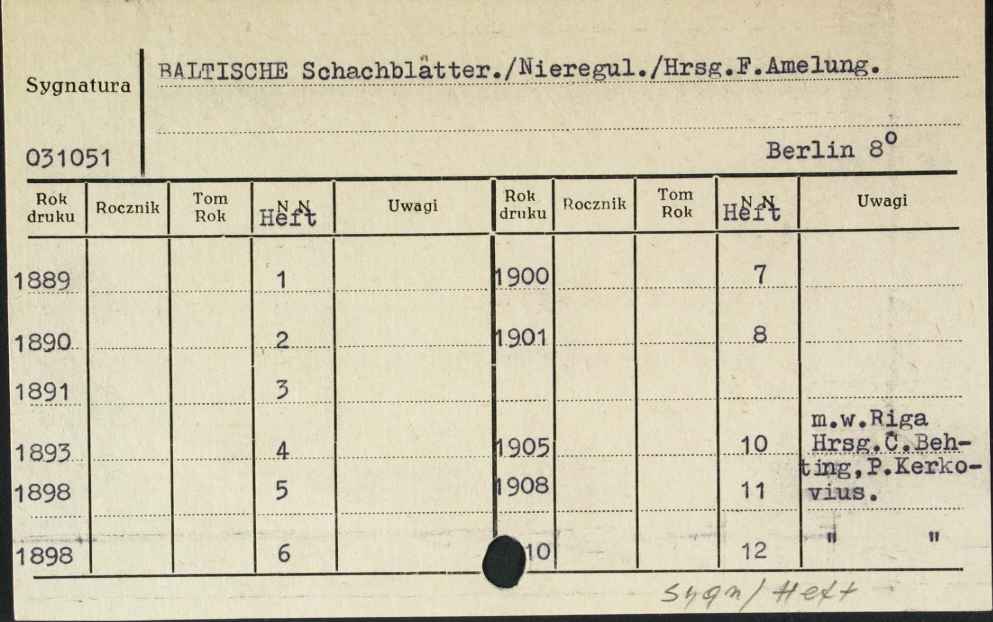 BALTISCHE Schachblätter./Nieregul./Hrsg.F.Amelung.
Sygnatura
031051
Berlin 8o
Rok druku Rocznik Tom Rok N N Heft Uwagi Rok druku Rocznik Tom Rok N N Heft Uwagi
1889 1 1900 7
1890 2 1901 8
1891 3
m.w.Riga
1893 4 1905 10 Hrsg.C.Beh-
ting,P.Kerko-
1898 5 1908 11 vius.
1898 6 10 12 " "
Sygn/Heft